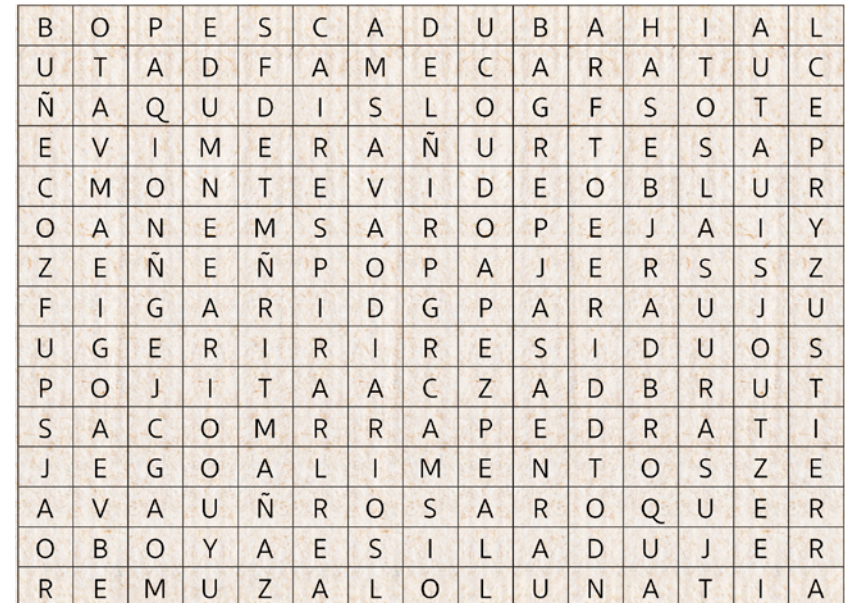 B O P E S C A D U B A H I A L
U T A D F A M E C A R A T U C
Ñ A Q U D I S L O G F S O T E
E V I M E R A Ñ U R T E S A P
C M O N T E V I D E O B L U R
O A N E M S A R O P E J A I Y
Z E Ñ E Ñ P O P A J E R S S Z
F I G A R I D G P A R A U J U
U G E R I R I R E S I D U O S
P O J I T A A C Z A D B R U T
S A C O M R R A P E D R A T I
J E G O A L I M E N T O S Z E
A V A U Ñ R O S A R O Q U E R
O B O Y A E S I L A D U J E R
R E M U Z A L O L U N A T I A